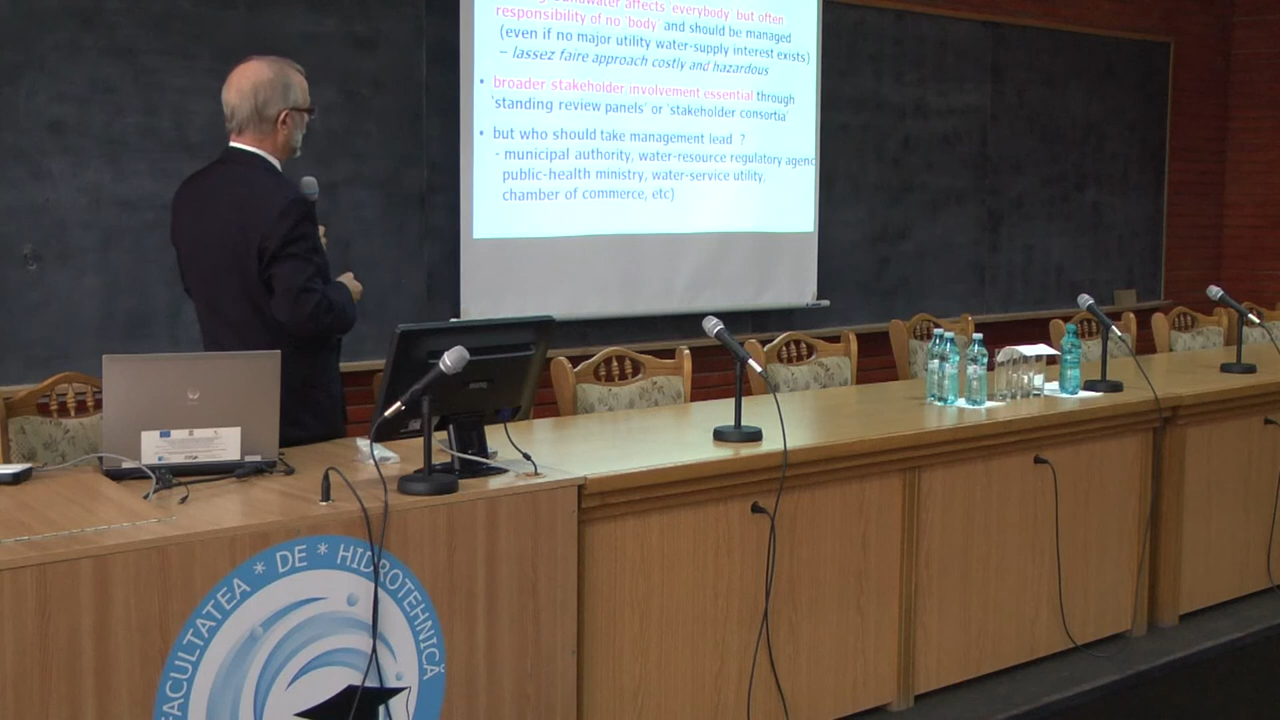 groundwater affects 'everybody' but often
responsibility of no 'body' and should be managed
(even if no major utility water-supply interest exists)
– lassez faire approach costly and hazardous
• broader stakeholder involvement essential through
'standing review panels' or 'stakeholder consortia'
• but who should take management lead ?
- municipal authority, water-resource regulatory agenc
public-health ministry, water-service utility,
chamber of commerce, etc)
FACULTATEA * DE * HIDROTEHNICĂ